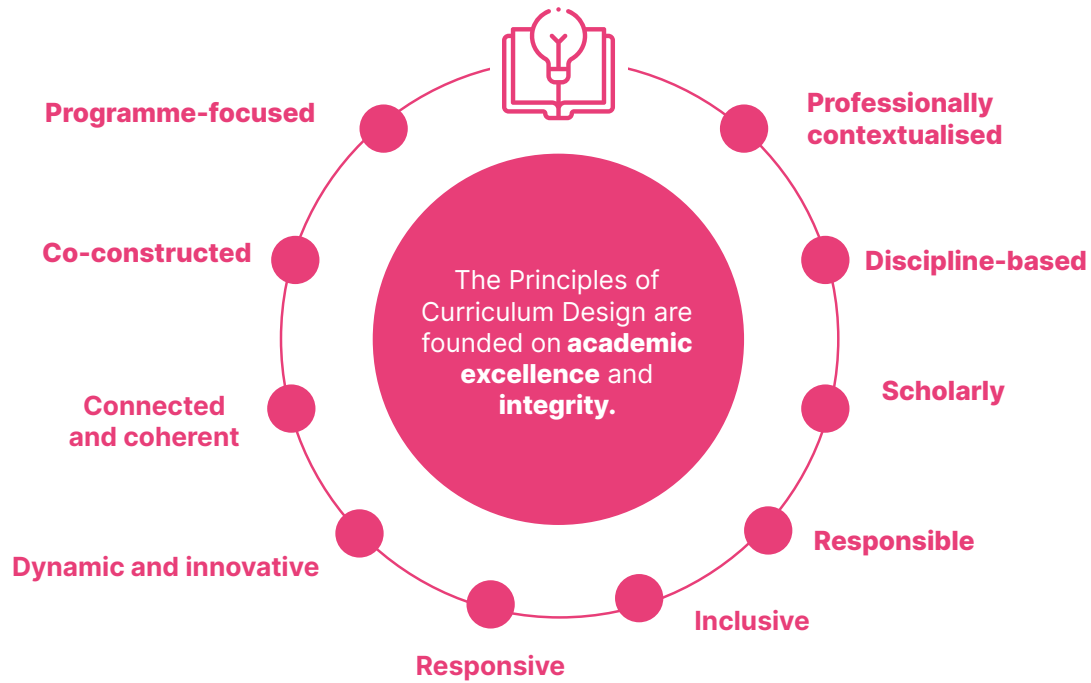 Programme-focused
Professionally
contextualised
Co-constructed
Discipline-based
The Principles of
Curriculum Design are
founded on academic
excellence and
integrity.
Connected
and coherent
Scholarly
Dynamic and innovative
Responsible
Inclusive
Responsive